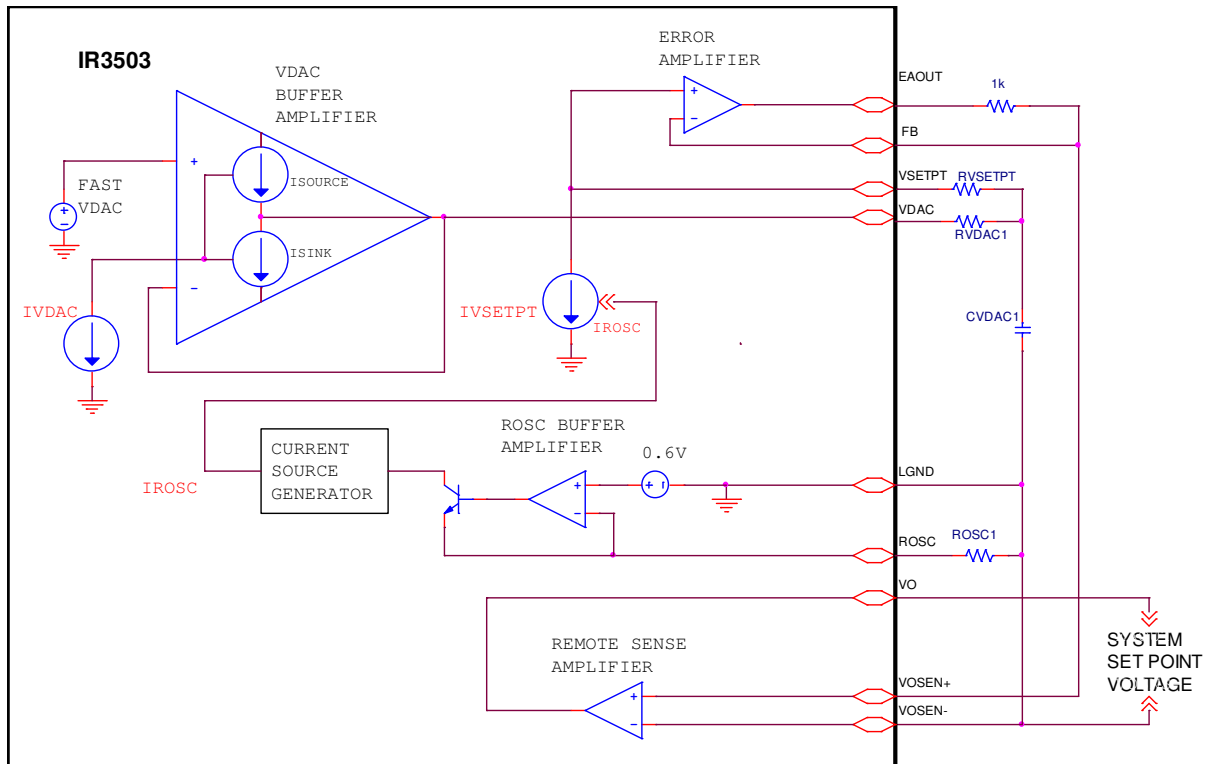 IR3503
VDAC
BUFFER
AMPLIFIER
+
-
FAST
VDAC
+
-
ISOURCE
ISINK
IVDAC
ERROR
AMPLIFIER
+
-
EAOUT
1k
FB
VSETPT
RVSETPT
VDAC
RVDAC1
IVSETPT
IROSC
CVDAC1
ROSC BUFFER
AMPLIFIER
0.6V
+
-
CURRENT
SOURCE
GENERATOR
IROSC
LGND
ROSC
ROSC1
VO
REMOTE SENSE
AMPLIFIER
+
-
VOSEN+
VOSEN-
SYSTEM
SET POINT
VOLTAGE